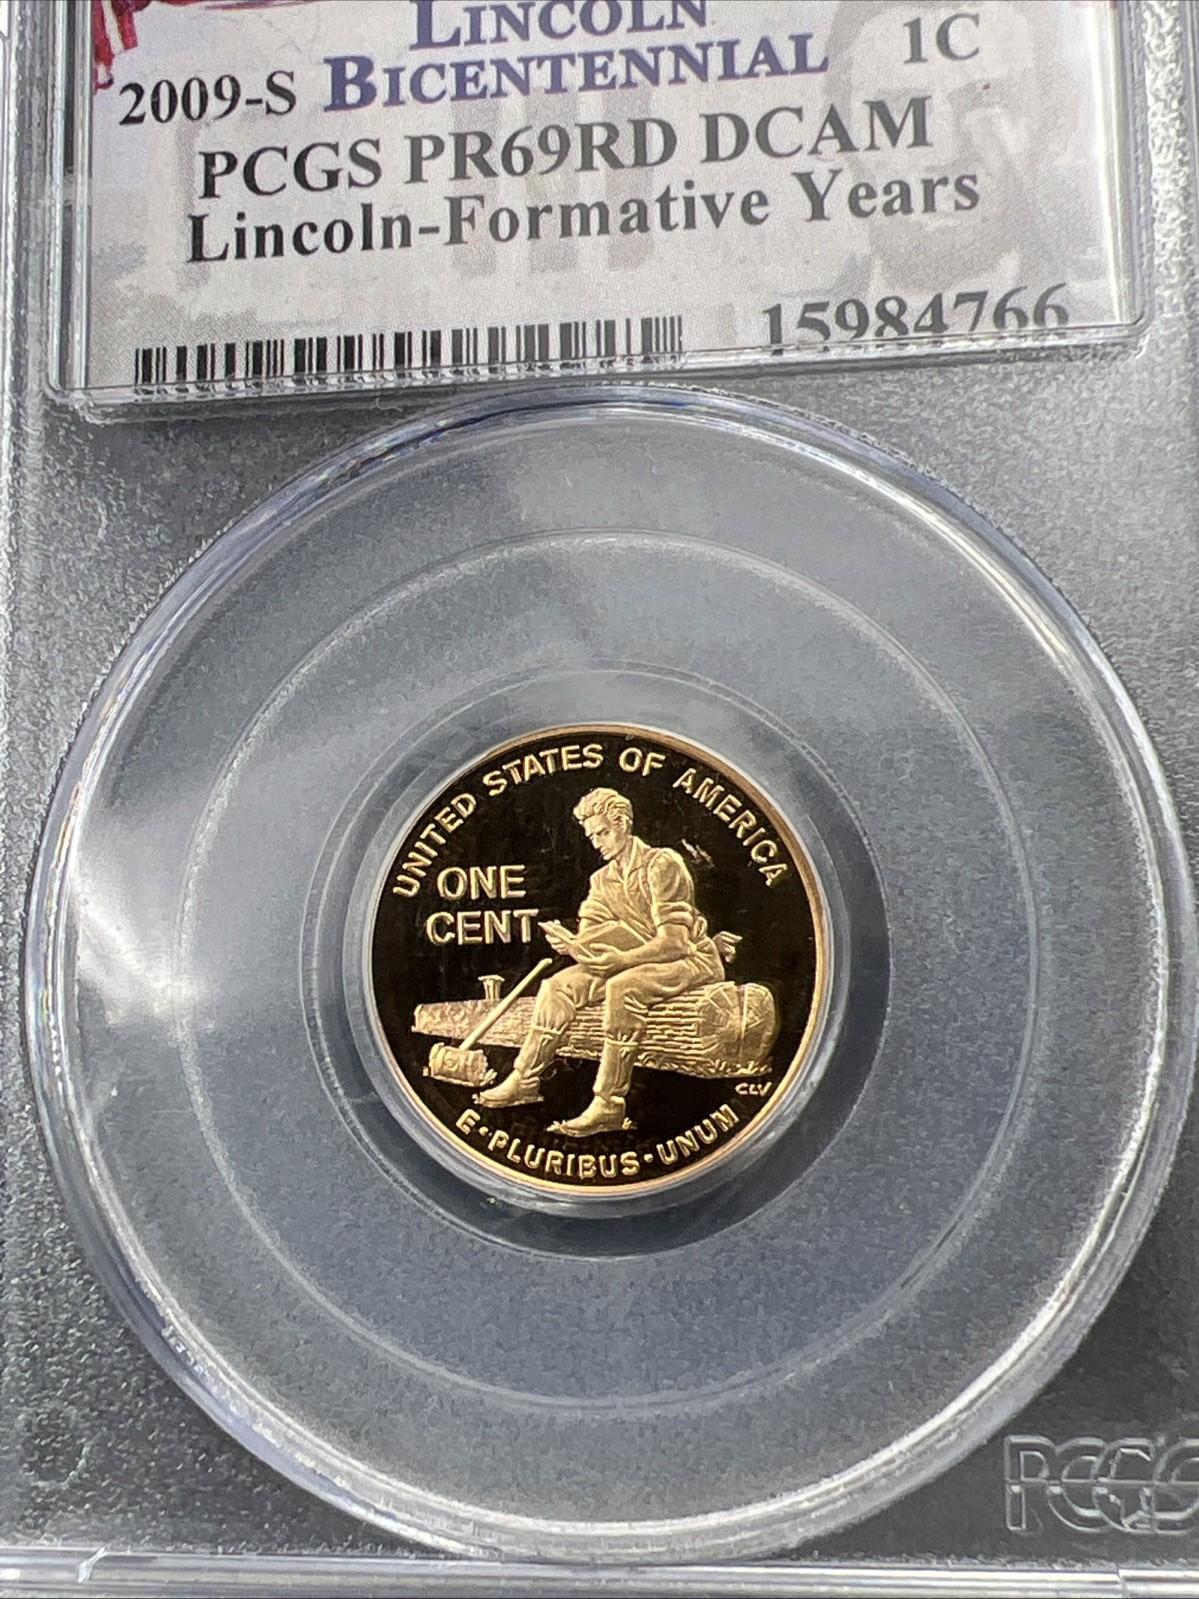 LINCOLN
2009-S BICENTENNIAL 1C
PCGS PR69RD DCAM
Lincoln-Formative Years
15984766
UNITED STATES OF AMERICA
ONE
CENT
CLV
E·PLURIBUS·UNUM
PCGS